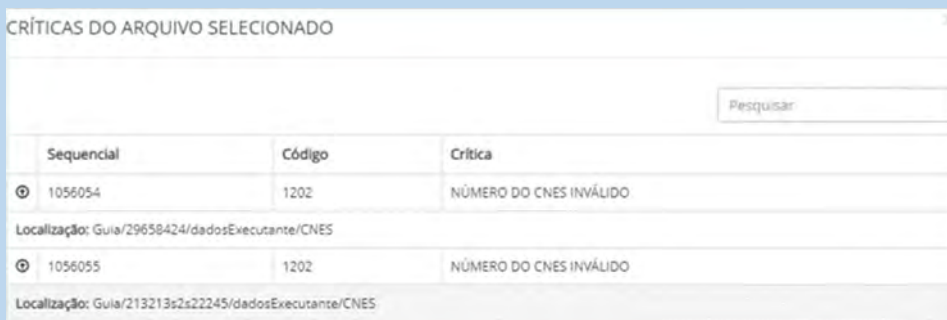 CRÍTICAS DO ARQUIVO SELECIONADO
Pesquisar
Sequencial Código Crítica
1056054 1202 NÚMERO DO CNES INVÁLIDO
Localização: Guia/29658424/dadosExecutante/CNES
1056055 1202 NÚMERO DO CNES INVÁLIDO
Localização: Guia/213213s2s22245/dadosExecutante/CNES